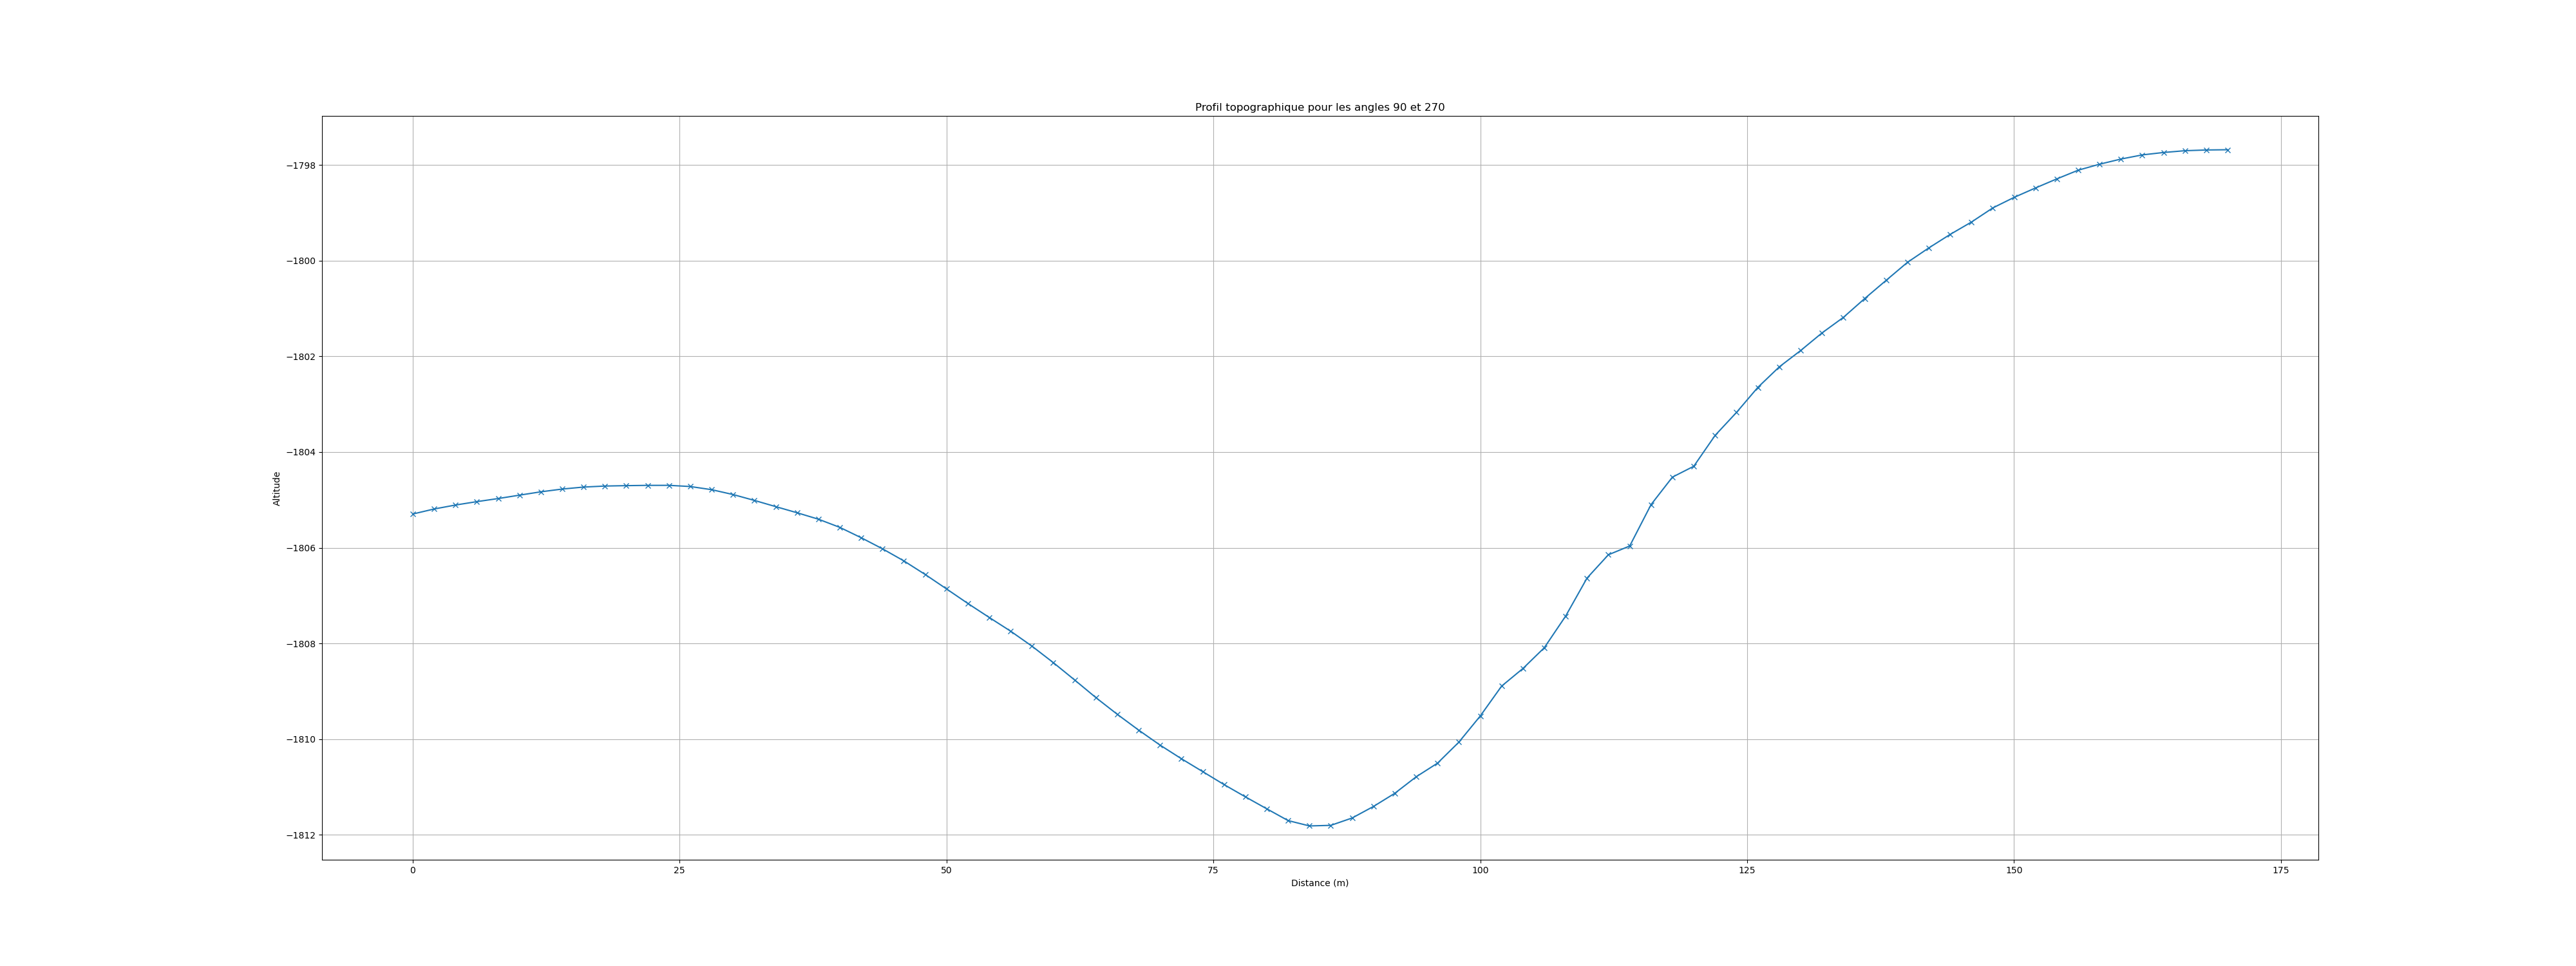 Profil topographique pour les angles 90 et 270
−1798
−1800
−1802
−1804
−1806
−1808
−1810
−1812
Altitude
0 25 50 75 100 125 150 175
Distance (m)